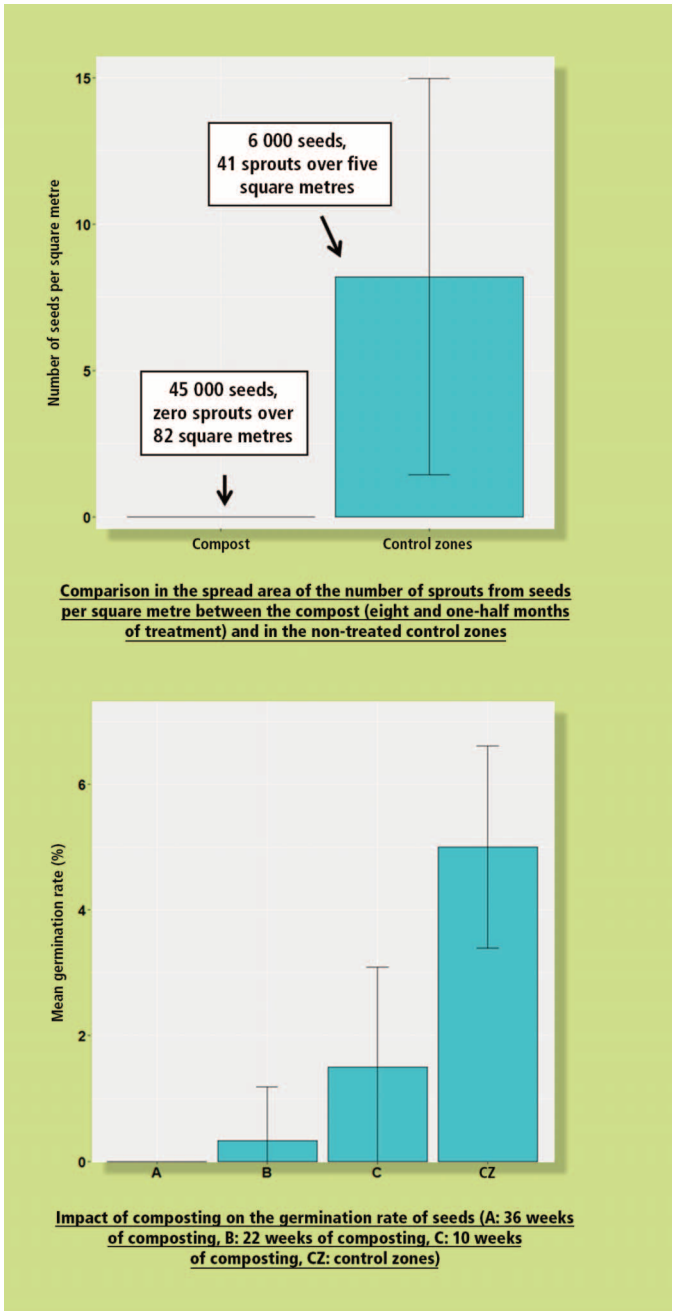 15
10
5
0
Number of seeds per square metre
6 000 seeds,
41 sprouts over five
square metres
45 000 seeds,
zero sprouts over
82 square metres
Compost
Control zones
Comparison in the spread area of the number of sprouts from seeds
per square metre between the compost (eight and one-half months
of treatment) and in the non-treated control zones
6
4
2
0
Mean germination rate (%)
A
B
C
CZ
Impact of composting on the germination rate of seeds (A: 36 weeks
of composting, B: 22 weeks of composting, C: 10 weeks
of composting, CZ: control zones)